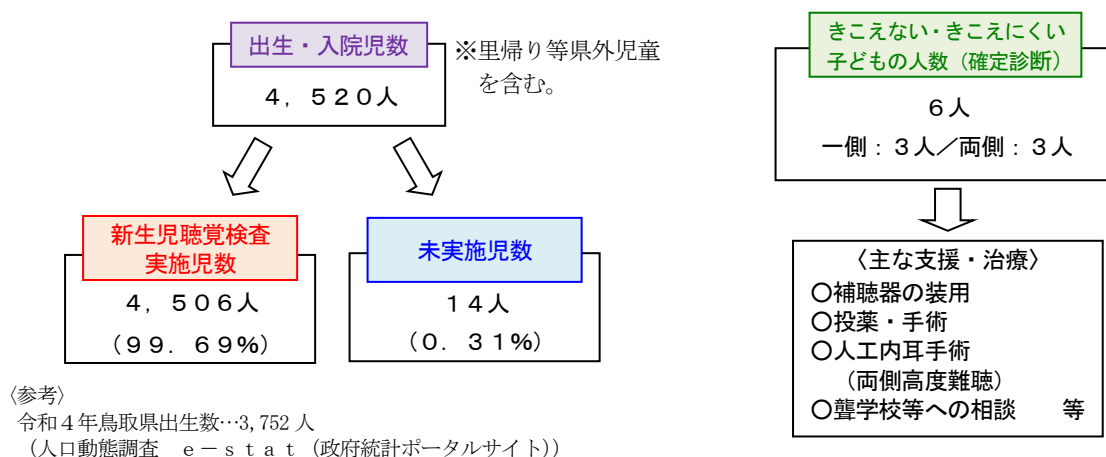 出生・入院児数
※里帰り等県外児童
を含む。
４，５２０人
新生児聴覚検査
実施児数
４，５０６人
（９９．６９％）
未実施児数
１４人
（０．３１％）
〈参考〉
令和４年鳥取県出生数…3,752 人
（人口動態調査　ｅ－ｓｔａｔ（政府統計ポータルサイト））
きこえない・きこえにくい
子どもの人数（確定診断）
６人
一側：３人／両側：３人
〈主な支援・治療〉
〇補聴器の装用
〇投薬・手術
〇人工内耳手術
（両側高度難聴）
〇聾学校等への相談　等